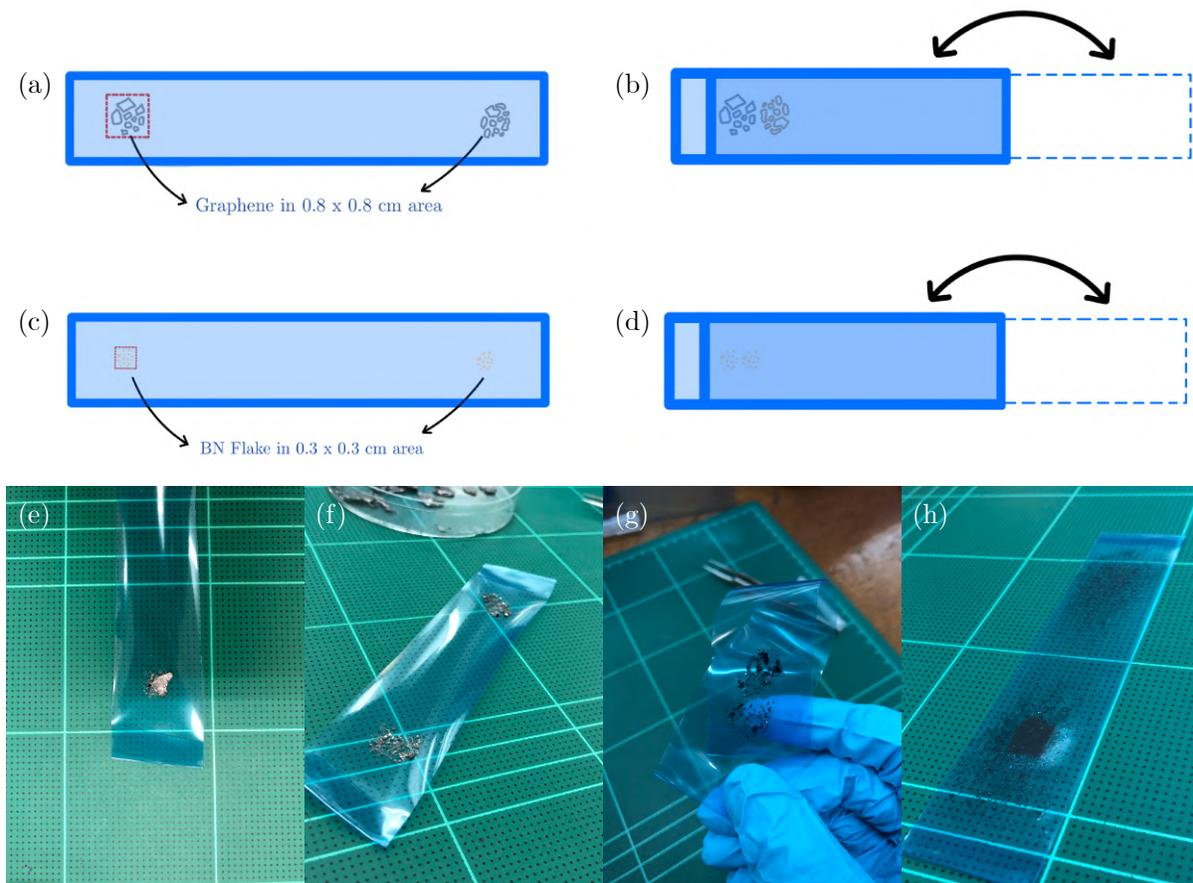 (a)
(b)
Graphene in 0.8 x 0.8 cm area
(c)
(d)
BN Flake in 0.3 x 0.3 cm area
(e)
(f)
(g)
(h)